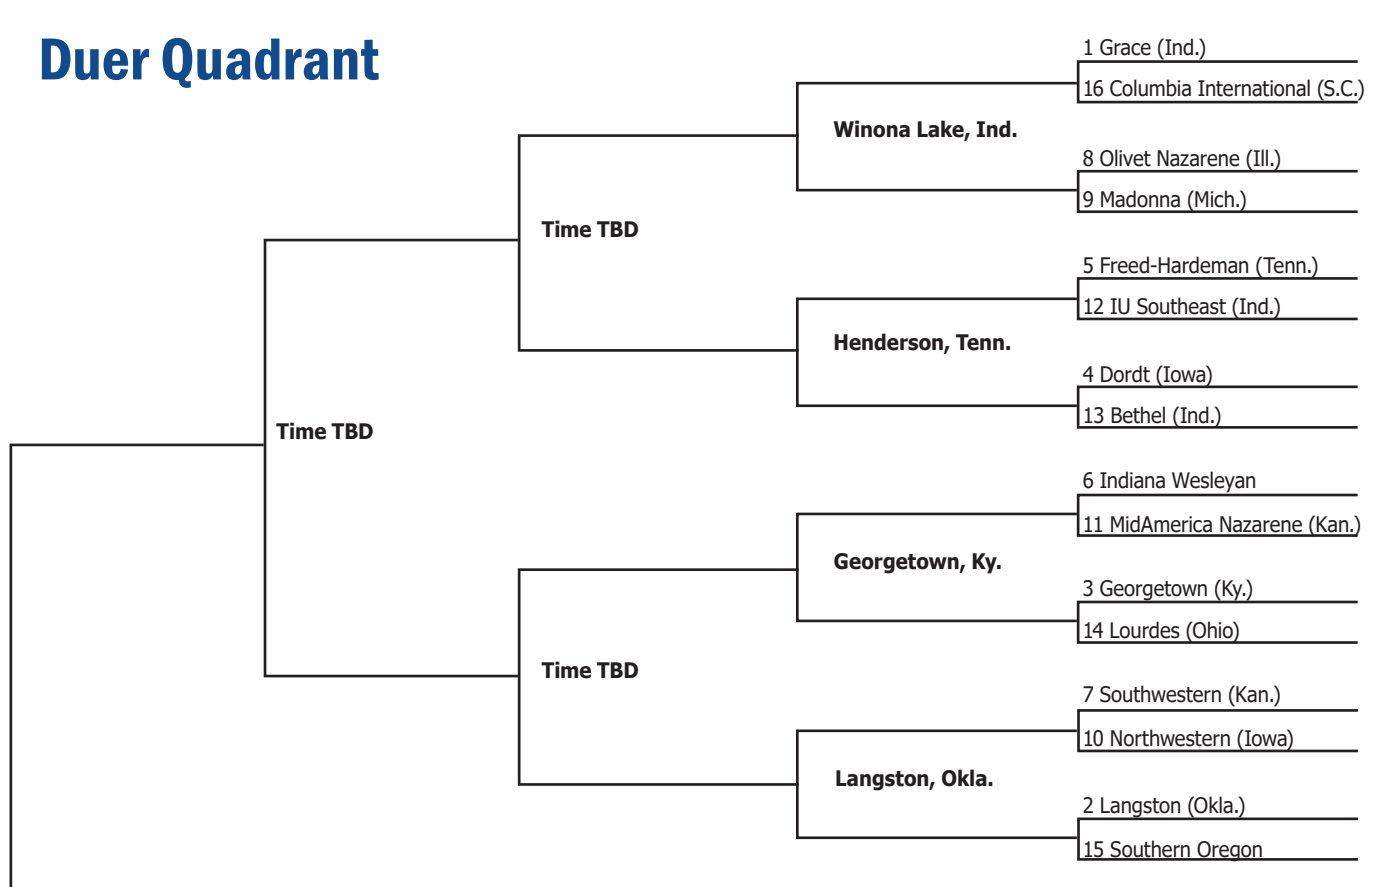 Duer Quadrant
1 Grace (Ind.)
16 Columbia International (S.C.)
Winona Lake, Ind.
8 Olivet Nazarene (Ill.)
9 Madonna (Mich.)
Time TBD
5 Freed-Hardeman (Tenn.)
12 IU Southeast (Ind.)
Henderson, Tenn.
4 Dordt (Iowa)
13 Bethel (Ind.)
Time TBD
6 Indiana Wesleyan
11 MidAmerica Nazarene (Kan.)
Georgetown, Ky.
3 Georgetown (Ky.)
14 Lourdes (Ohio)
Time TBD
7 Southwestern (Kan.)
10 Northwestern (Iowa)
Langston, Okla.
2 Langston (Okla.)
15 Southern Oregon